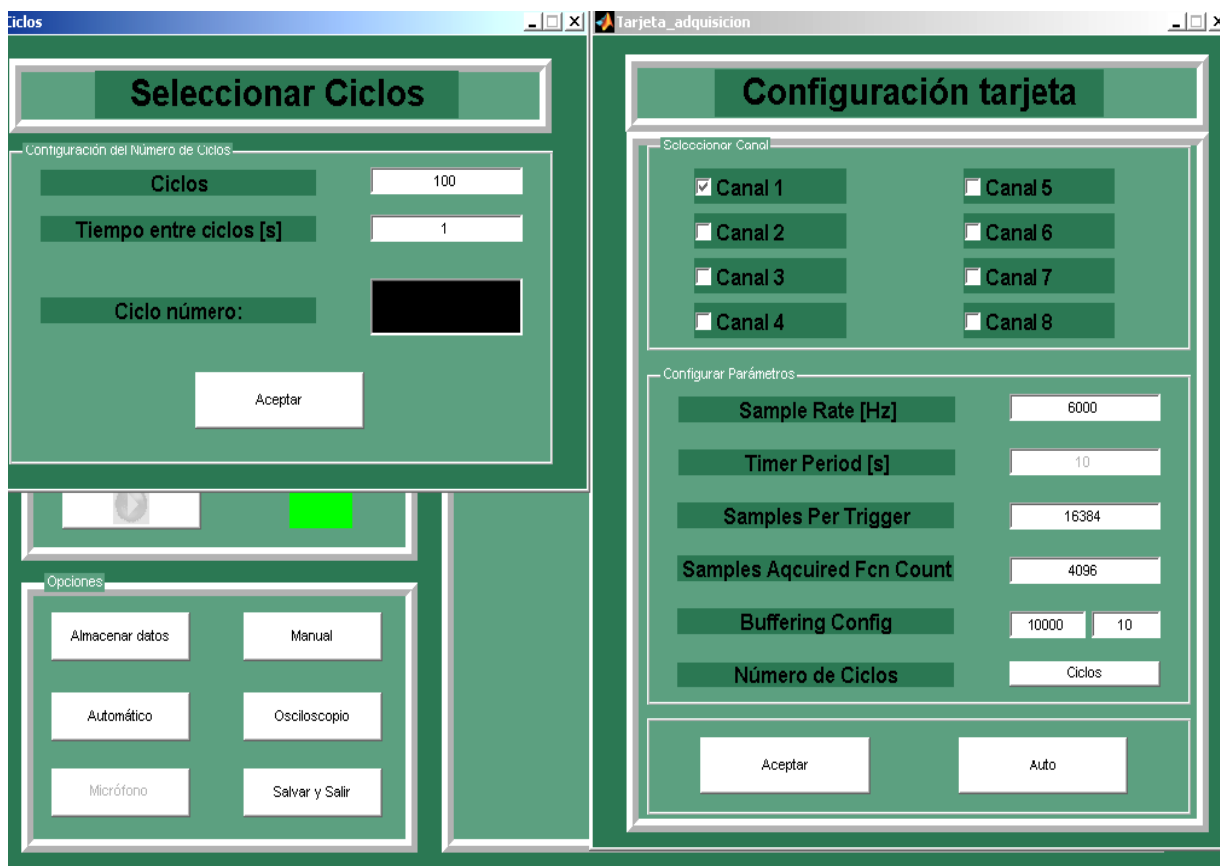 Ciclos
Seleccionar Ciclos
Configuración del Número de Ciclos
Ciclos 100
Tiempo entre ciclos [s] 1
Ciclo número:
Aceptar
Opciones
Almacenar datos Manual
Automático Osciloscopio
Micrófono Salvar y Salir
Tarjeta_adquisicion
Configuración tarjeta
Seleccionar Canal
Canal 1 Canal 5
Canal 2 Canal 6
Canal 3 Canal 7
Canal 4 Canal 8
Configurar Parámetros
Sample Rate [Hz] 6000
Timer Period [s] 10
Samples Per Trigger 16384
Samples Aqcuired Fcn Count 4096
Buffering Config 10000 10
Número de Ciclos Ciclos
Aceptar Auto